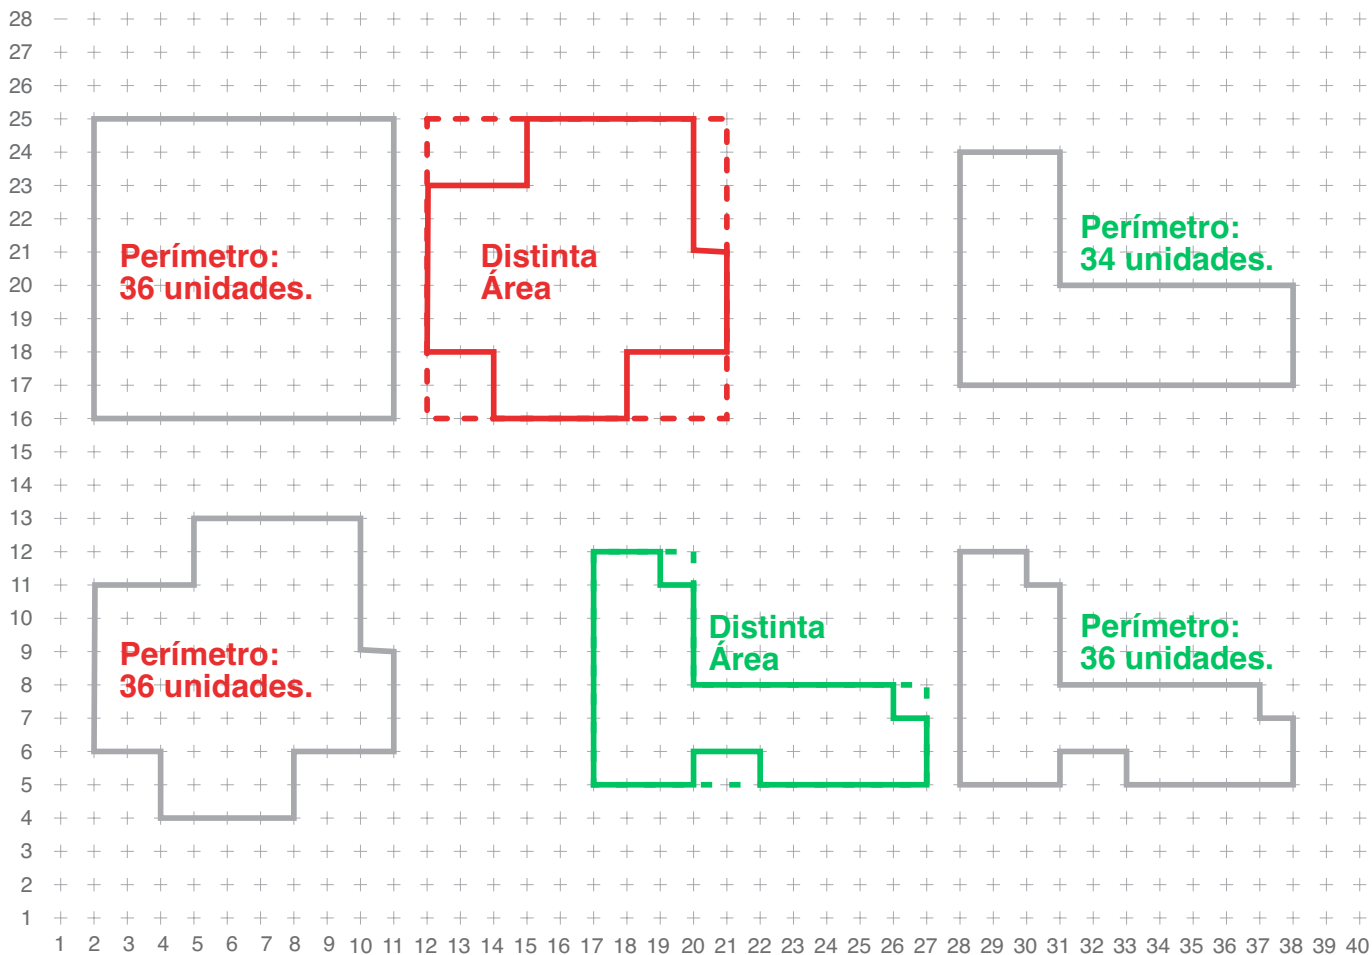 28
27
26
25
24
23
22
21
20
19
18
17
16
15
14
13
12
11
10
9
8
7
6
5
4
3
2
1
Perímetro:
36 unidades.
Distinta
Área
Perímetro:
34 unidades.
Perímetro:
36 unidades.
Distinta
Área
Perímetro:
36 unidades.
1 2 3 4 5 6 7 8 9 10 11 12 13 14 15 16 17 18 19 20 21 22 23 24 25 26 27 28 29 30 31 32 33 34 35 36 37 38 39 40